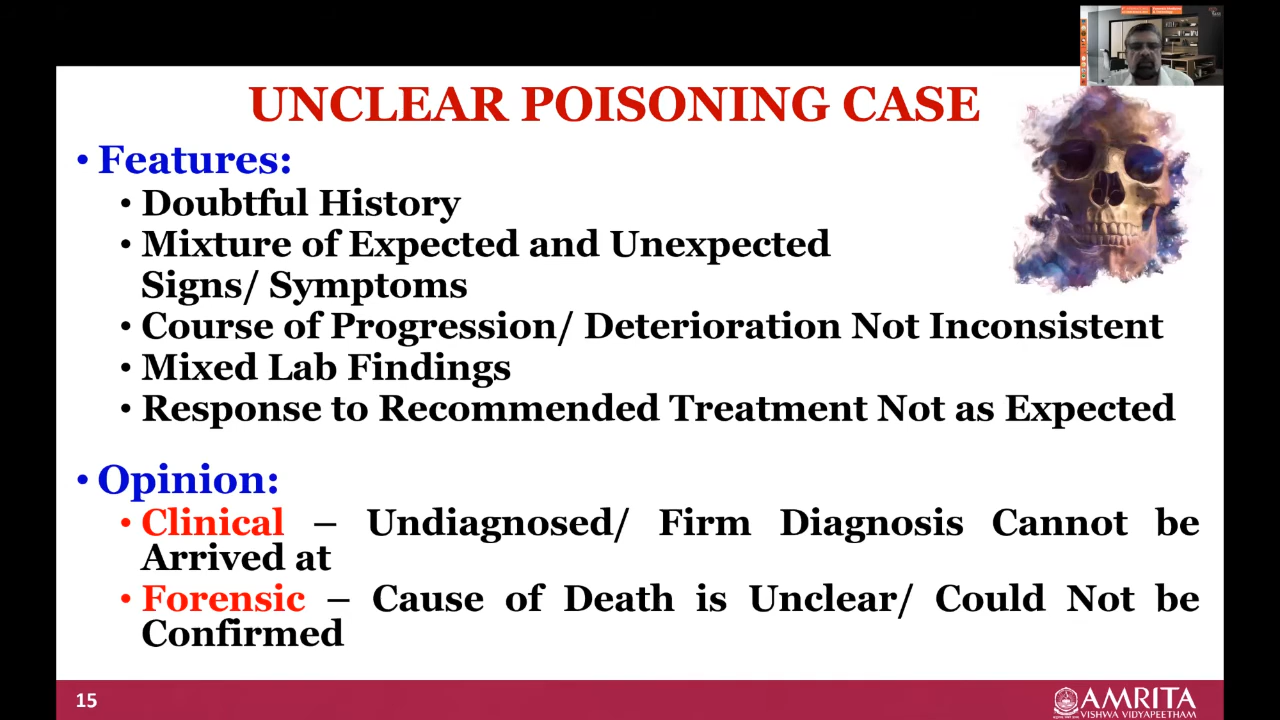 UNCLEAR POISONING CASE
• Features:
• Doubtful History
• Mixture of Expected and Unexpected
Signs/ Symptoms
• Course of Progression/ Deterioration Not Inconsistent
• Mixed Lab Findings
• Response to Recommended Treatment Not as Expected
• Opinion:
• Clinical – Undiagnosed/ Firm Diagnosis Cannot be
Arrived at
• Forensic – Cause of Death is Unclear/ Could Not be
Confirmed
15
AMRITA
VISHWA VIDYAPEETHAM